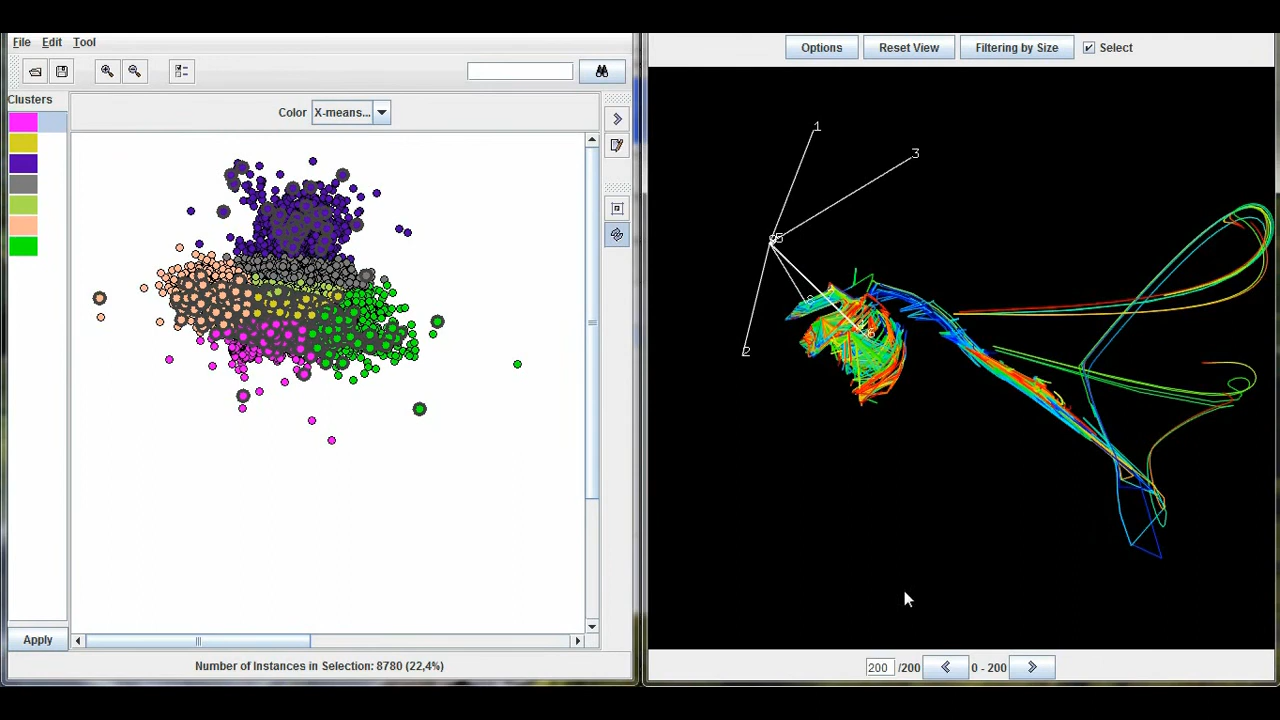 File Edit Tool
Clusters
Color X-means...
Apply
Number of Instances in Selection: 8780 (22,4%)
Options Reset View Filtering by Size Select
1
3
2
200 /200 0 - 200